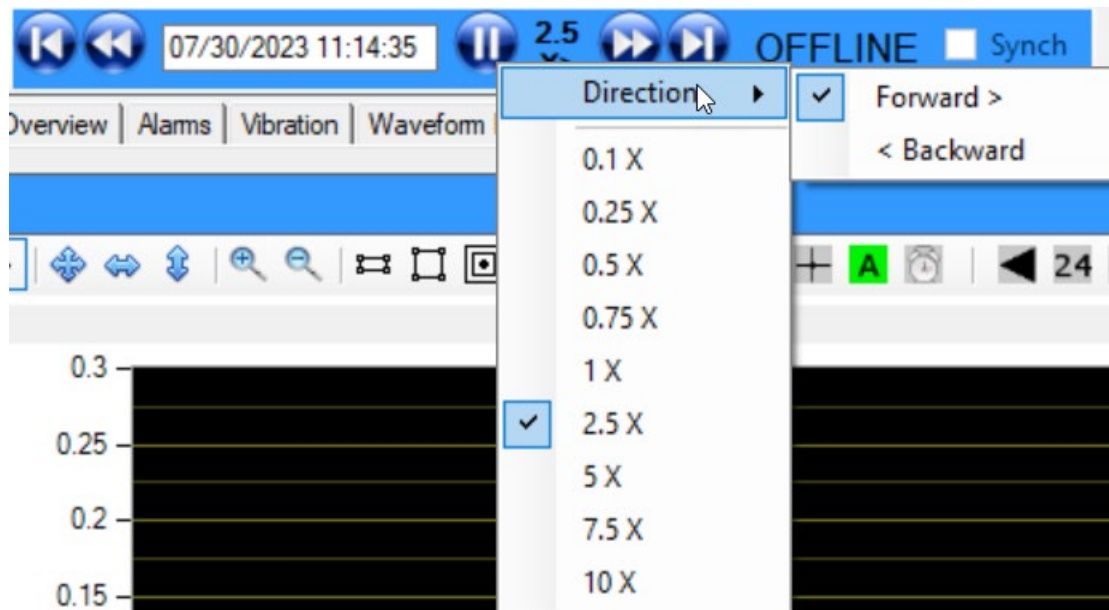 07/30/2023 11:14:35
2.5
X>
OFFLINE
Synch
Direction
Forward >
< Backward
Overview
Alarms
Vibration
Waveform
0.1 X
0.25 X
0.5 X
0.75 X
1 X
2.5 X
5 X
7.5 X
10 X
A
24
0.3
0.25
0.2
0.15